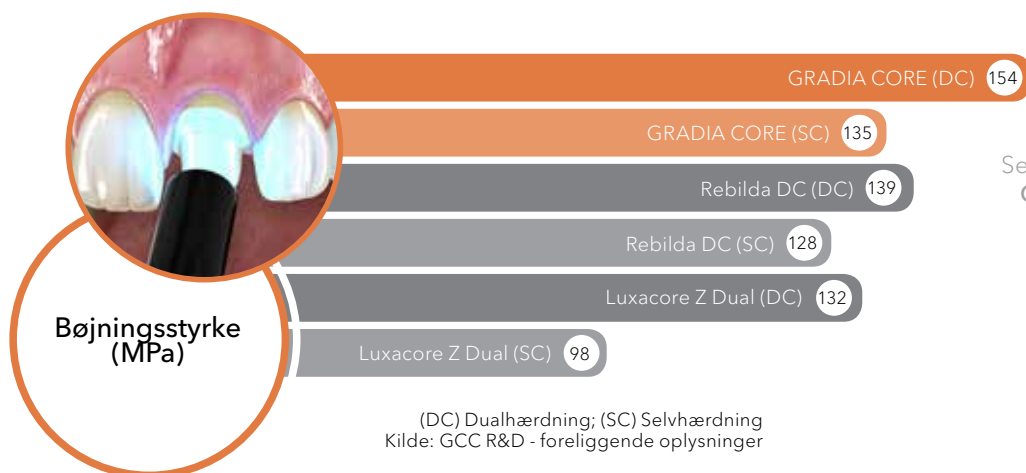 GRADIA CORE (DC) 154
GRADIA CORE (SC) 135
Rebilda DC (DC) 139
Rebilda DC (SC) 128
Luxacore Z Dual (DC) 132
Luxacore Z Dual (SC) 98
Bøjningsstyrke
(MPa)
(DC) Dualhærdning; (SC) Selvhærdning
Kilde: GCC R&D - foreliggende oplysninger
Se